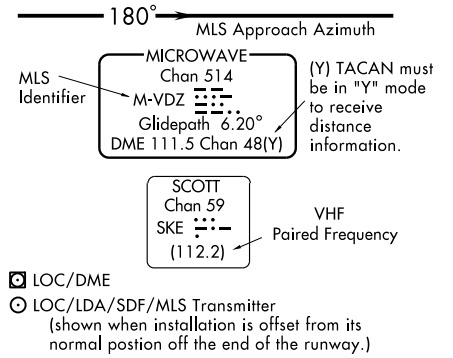 180°
MLS Approach Azimuth
MICROWAVE
Chan 514
MLS
Identifier
M-VDZ
Glidepath 6.20°
DME 111.5 Chan 48(Y)
(Y) TACAN must
be in "Y" mode
to receive
distance
information.
SCOTT
Chan 59
SKE
(112.2)
VHF
Paired Frequency
LOC/DME
LOC/LDA/SDF/MLS Transmitter
(shown when installation is offset from its
normal postion off the end of the runway.)